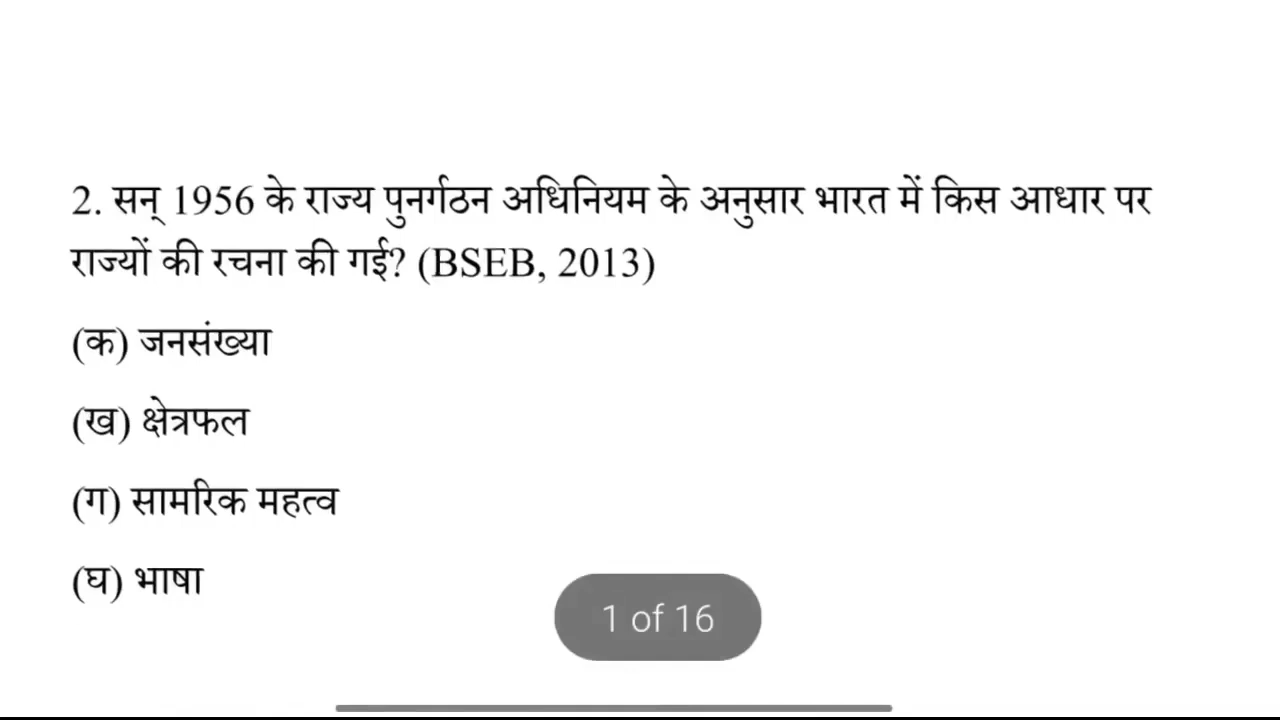 2. सन् 1956 के राज्य पुनर्गठन अधिनियम के अनुसार भारत में किस आधार पर
राज्यों की रचना की गई? (BSEB, 2013)
(क) जनसंख्या
(ख) क्षेत्रफल
(ग) सामरिक महत्व
(घ) भाषा
1 of 16